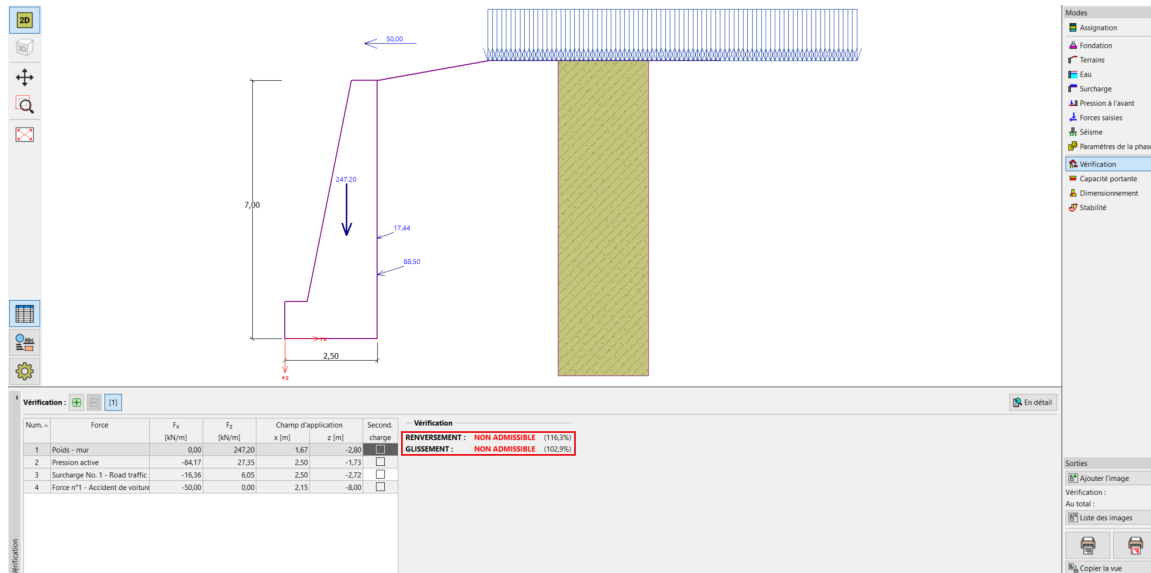 2D
3D
50,00
247,20
7,00
17.44
88,50
+x
2,50
+z
Modes
Assignation
Fondation
Terrains
Eau
Surcharge
Pression à l'avant
Forces saisies
Séisme
Paramètres de la phase
Vérification
Capacité portante
Dimensionnement
Stabilité
Vérification : [1] En détail
Num. Force Fx Fz Champ d'application Second.
[kN/m] [kN/m] x [m] z [m] charge
1 Poids - mur 0,00 247,20 1,67 -2,80
2 Pression active -84,17 27,35 2,50 -1,73
3 Surcharge No. 1 - Road traffic -16,36 6,05 2,50 -2,72
4 Force n°1 - Accident de voiture -50,00 0,00 2,15 -8,00
Vérification
RENVERSEMENT : NON ADMISSIBLE (116,3%)
GLISSEMENT : NON ADMISSIBLE (102,9%)
Vérification
Sorties
Ajouter l'image
Vérification :
Au total :
Liste des images
Copier la vue